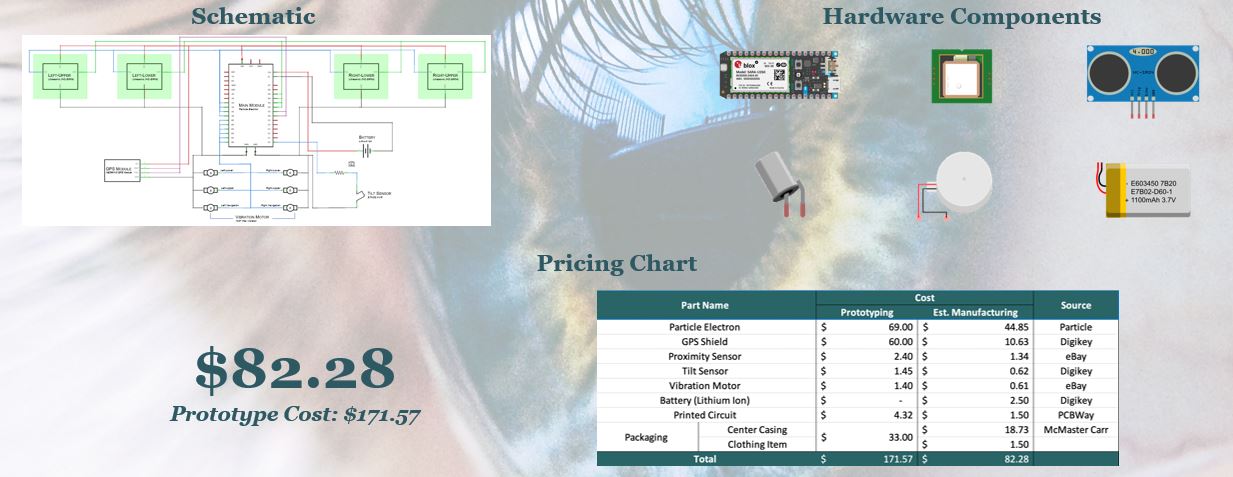 Schematic
Hardware Components
LEFT-UPPER
LEFT-LOWER
RIGHT-LOWER
RIGHT-UPPER
MAIN MODULE
Particle Electron
BATTERY
GPS MODULE
TILT SENSOR
VIBRATION MOTOR
blox
4.000
HC-SR04
E603450 7B20
E7B02-D60-1
+ 1100mAh 3.7V
Pricing Chart
$82.28
Prototype Cost: $171.57
Part Name Cost Source
Prototyping Est. Manufacturing
Particle Electron $ 69.00 $ 44.85 Particle
GPS Shield $ 60.00 $ 10.63 Digikey
Proximity Sensor $ 2.40 $ 1.34 eBay
Tilt Sensor $ 1.45 $ 0.62 Digikey
Vibration Motor $ 1.40 $ 0.61 eBay
Battery (Lithium Ion) $ - $ 2.50 Digikey
Printed Circuit $ 4.32 $ 1.50 PCBWay
Packaging Center Casing $ 33.00 $ 18.73 McMaster Carr
Clothing Item $ 1.50
Total $ 171.57 $ 82.28